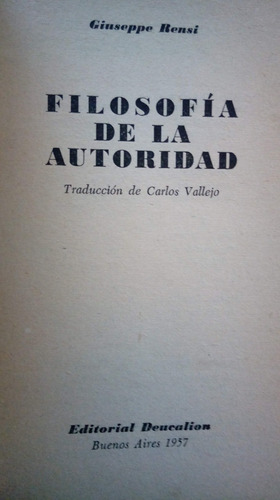 Giuseppe Rensi
FILOSOFÍA
DE LA
AUTORIDAD
Traducción de Carlos Vallejo
Editorial Deucalion
Buenos Aires 1957